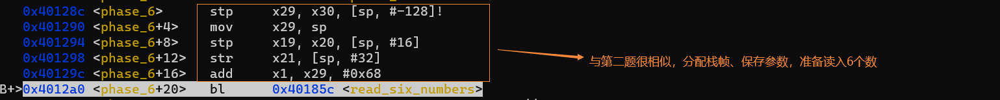 0x40128c <phase_6> stp x29, x30, [sp, #-128]!
0x401290 <phase_6+4> mov x29, sp
0x401294 <phase_6+8> stp x19, x20, [sp, #16]
0x401298 <phase_6+12> str x21, [sp, #32]
0x40129c <phase_6+16> add x1, x29, #0x68
B+>0x4012a0 <phase_6+20> bl 0x40185c <read_six_numbers>
与第二题很相似，分配栈帧、保存参数，准备读入6个数